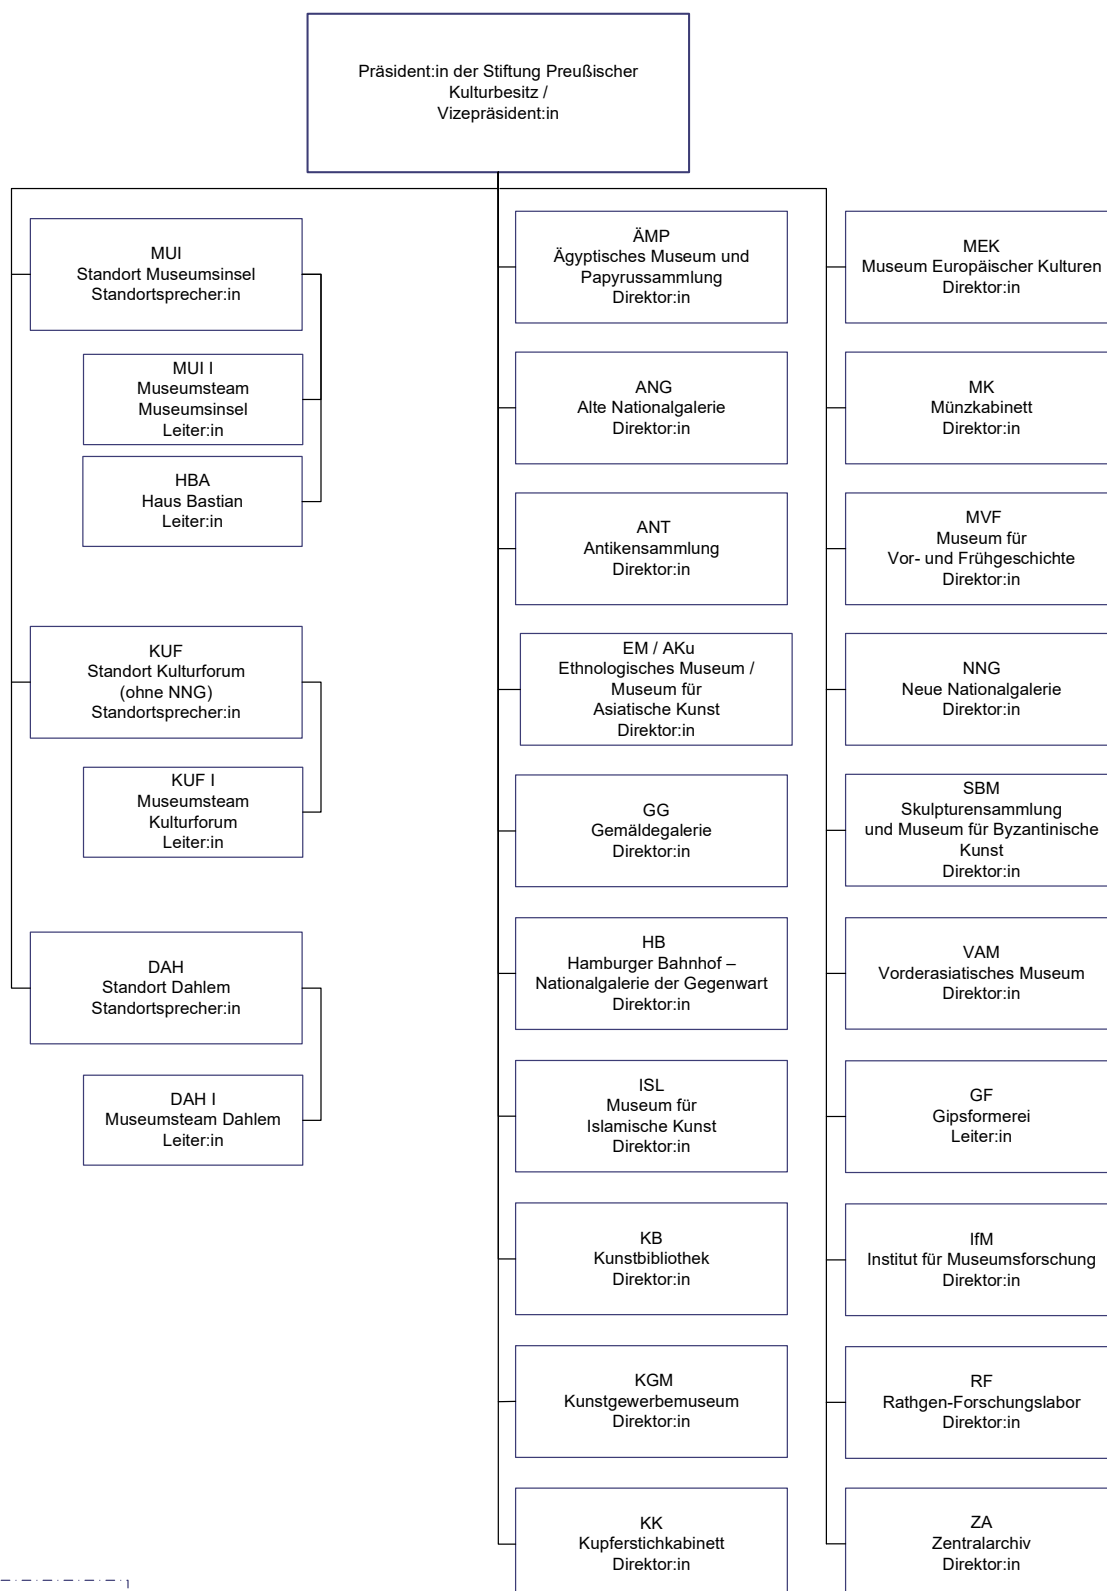 Präsident:in der Stiftung Preußischer
Kulturbesitz /
Vizepräsident:in
MUI
Standort Museumsinsel
Standortsprecher:in
MUI I
Museumsteam
Museumsinsel
Leiter:in
HBA
Haus Bastian
Leiter:in
KUF
Standort Kulturforum
(ohne NNG)
Standortsprecher:in
KUF I
Museumsteam
Kulturforum
Leiter:in
DAH
Standort Dahlem
Standortsprecher:in
DAH I
Museumsteam Dahlem
Leiter:in
ÄMP
Ägyptisches Museum und
Papyrussammlung
Direktor:in
ANG
Alte Nationalgalerie
Direktor:in
ANT
Antikensammlung
Direktor:in
EM / AKu
Ethnologisches Museum /
Museum für
Asiatische Kunst
Direktor:in
GG
Gemäldegalerie
Direktor:in
HB
Hamburger Bahnhof –
Nationalgalerie der Gegenwart
Direktor:in
ISL
Museum für
Islamische Kunst
Direktor:in
KB
Kunstbibliothek
Direktor:in
KGM
Kunstgewerbemuseum
Direktor:in
KK
Kupferstichkabinett
Direktor:in
MEK
Museum Europäischer Kulturen
Direktor:in
MK
Münzkabinett
Direktor:in
MVF
Museum für
Vor- und Frühgeschichte
Direktor:in
NNG
Neue Nationalgalerie
Direktor:in
SBM
Skulpturensammlung
und Museum für Byzantinische
Kunst
Direktor:in
VAM
Vorderasiatisches Museum
Direktor:in
GF
Gipsformerei
Leiter:in
IfM
Institut für Museumsforschung
Direktor:in
RF
Rathgen-Forschungslabor
Direktor:in
ZA
Zentralarchiv
Direktor:in